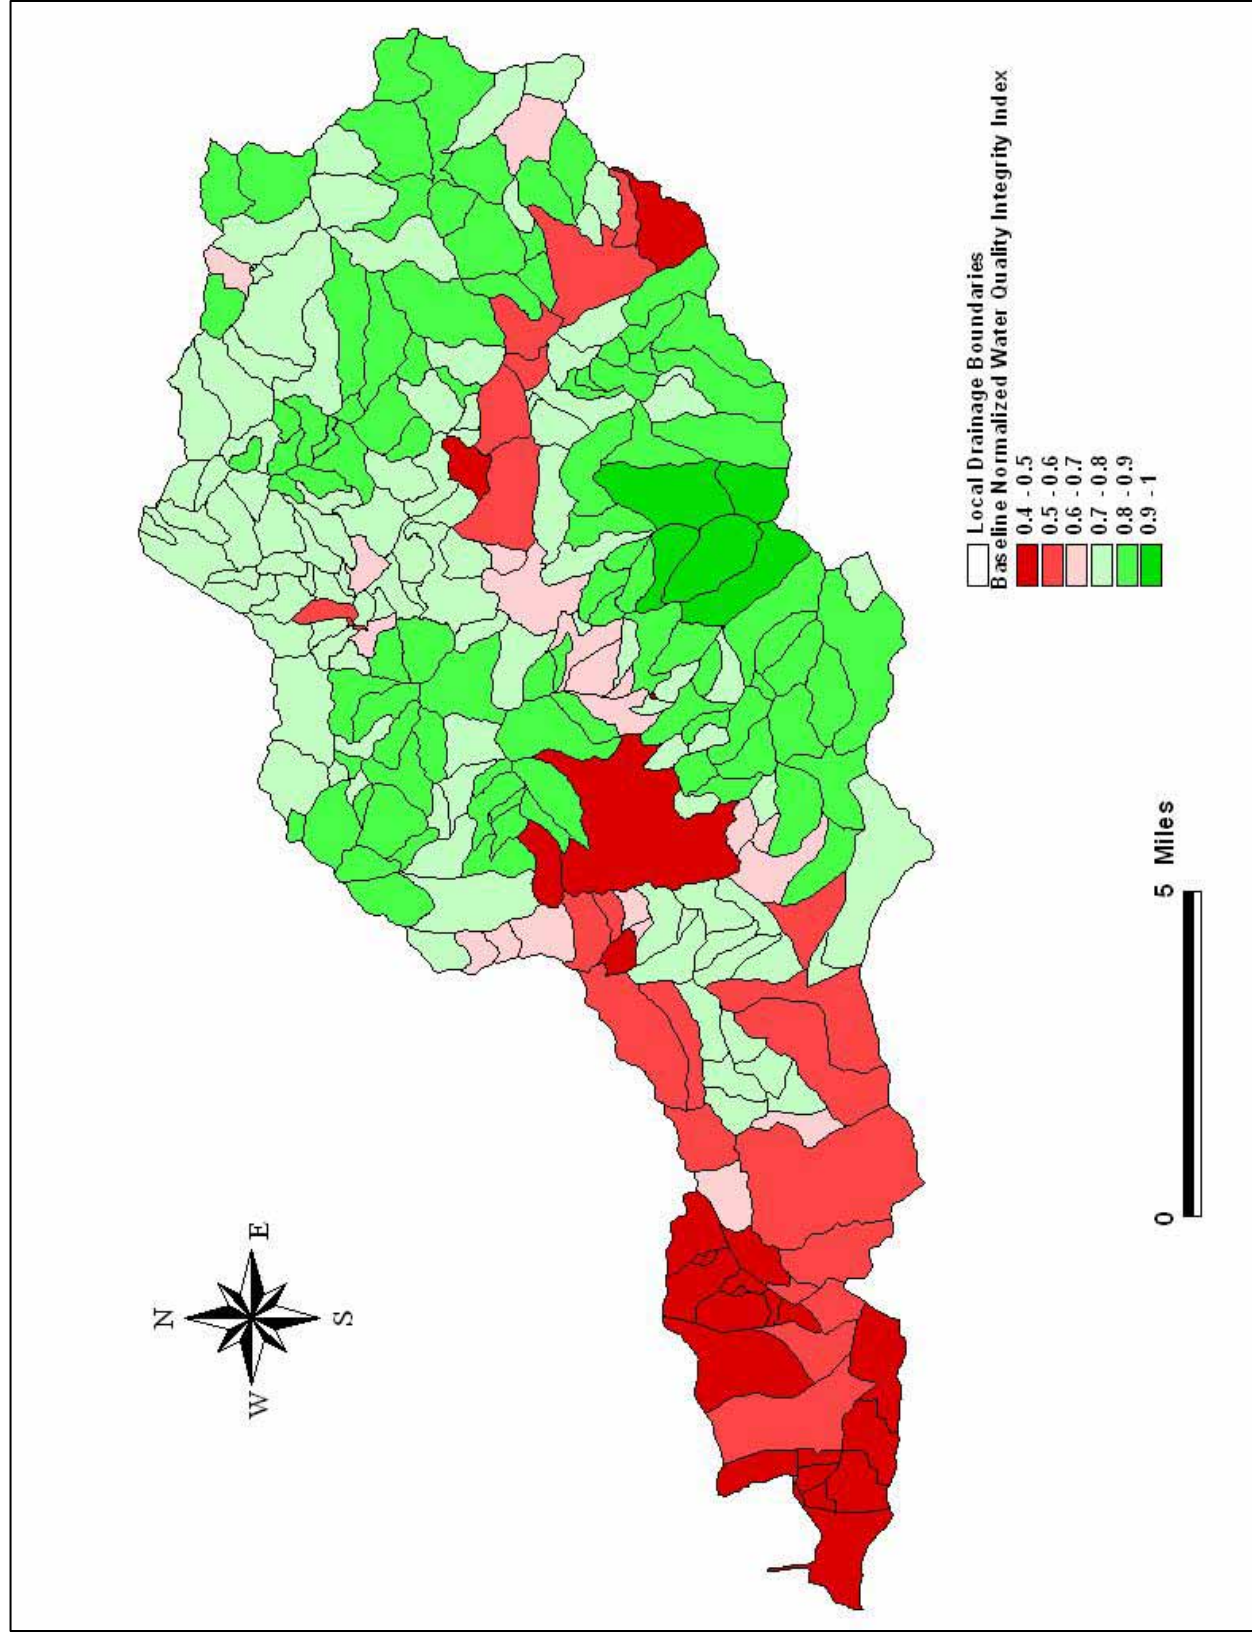 N
W
E
S
Local Drainage Boundaries
Baseline Normalized Water Quality Integrity Index
0.4 - 0.5
0.5 - 0.6
0.6 - 0.7
0.7 - 0.8
0.8 - 0.9
0.9 - 1
0
5
Miles